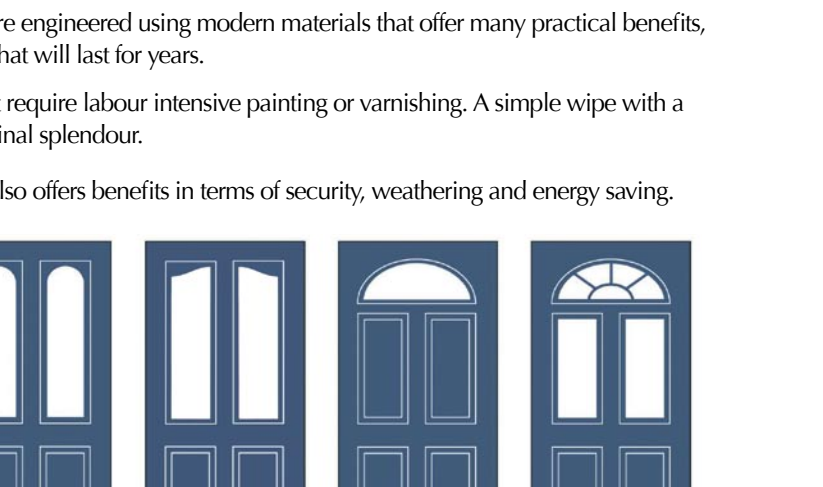 re engineered using modern materials that offer many practical benefits,
hat will last for years.
require labour intensive painting or varnishing. A simple wipe with a
inal splendour.
lso offers benefits in terms of security, weathering and energy saving.